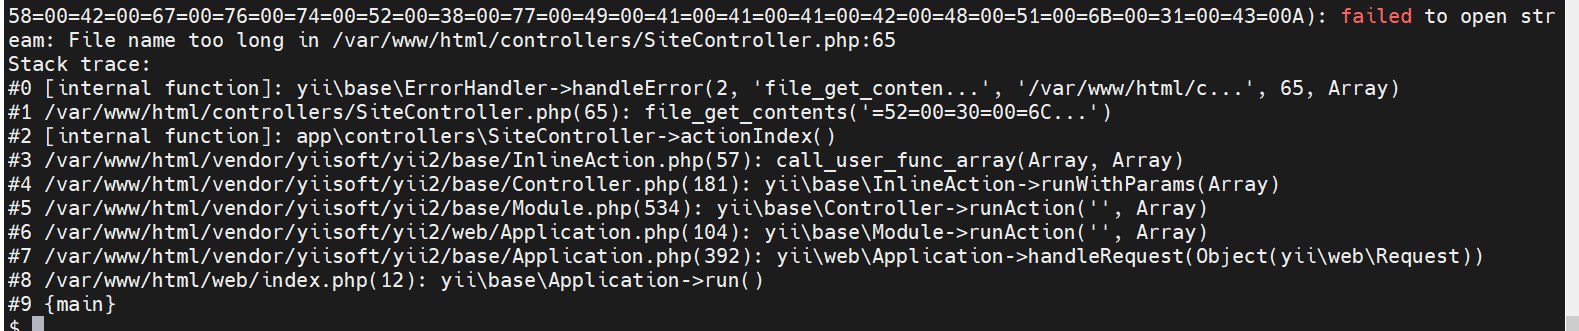 58=00=42=00=67=00=76=00=74=00=52=00=38=00=77=00=49=00=41=00=41=00=41=00=42=00=48=00=51=00=6B=00=31=00=43=00A): failed to open str
eam: File name too long in /var/www/html/controllers/SiteController.php:65
Stack trace:
#0 [internal function]: yii\base\ErrorHandler->handleError(2, 'file_get_conten...', '/var/www/html/c...', 65, Array)
#1 /var/www/html/controllers/SiteController.php(65): file_get_contents('=52=00=30=00=6C...')
#2 [internal function]: app\controllers\SiteController->actionIndex()
#3 /var/www/html/vendor/yiisoft/yii2/base/InlineAction.php(57): call_user_func_array(Array, Array)
#4 /var/www/html/vendor/yiisoft/yii2/base/Controller.php(181): yii\base\InlineAction->runWithParams(Array)
#5 /var/www/html/vendor/yiisoft/yii2/base/Module.php(534): yii\base\Controller->runAction('', Array)
#6 /var/www/html/vendor/yiisoft/yii2/web/Application.php(104): yii\base\Module->runAction('', Array)
#7 /var/www/html/vendor/yiisoft/yii2/base/Application.php(392): yii\web\Application->handleRequest(Object(yii\web\Request))
#8 /var/www/html/web/index.php(12): yii\base\Application->run()
#9 {main}
$